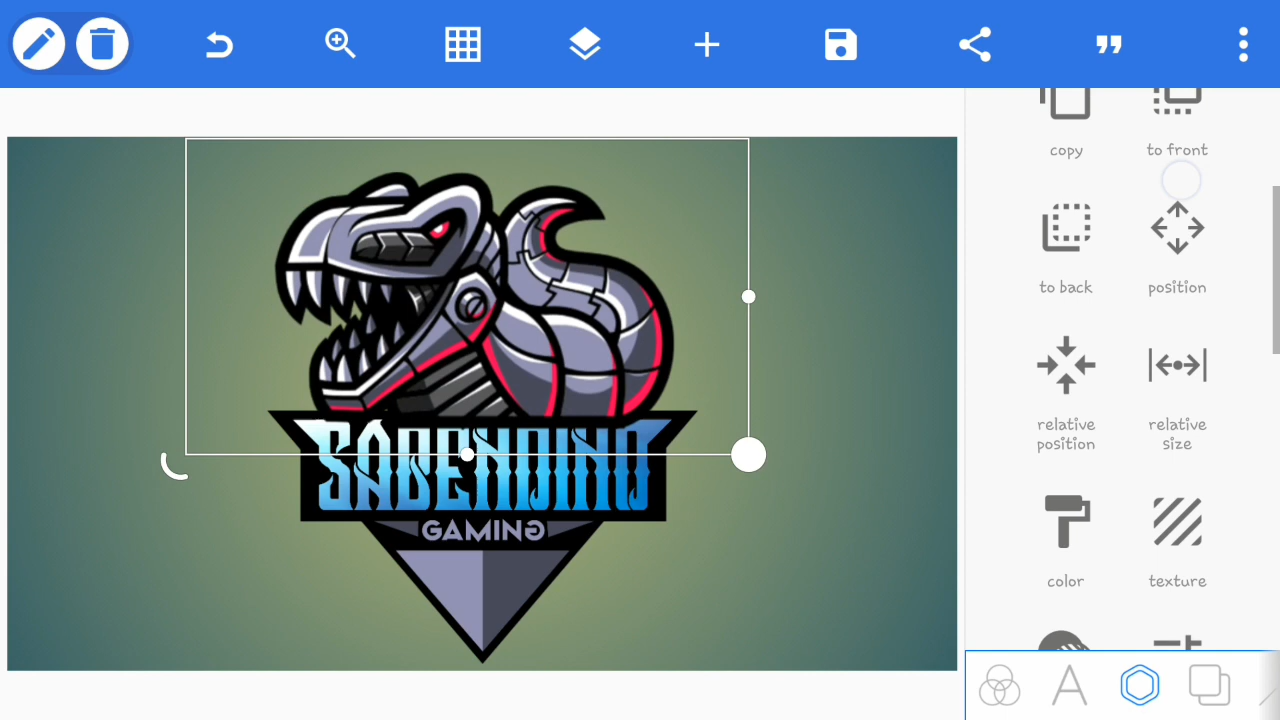 copy
to front
to back
position
relative
position
relative
size
color
texture
SABENDINO
GAMING